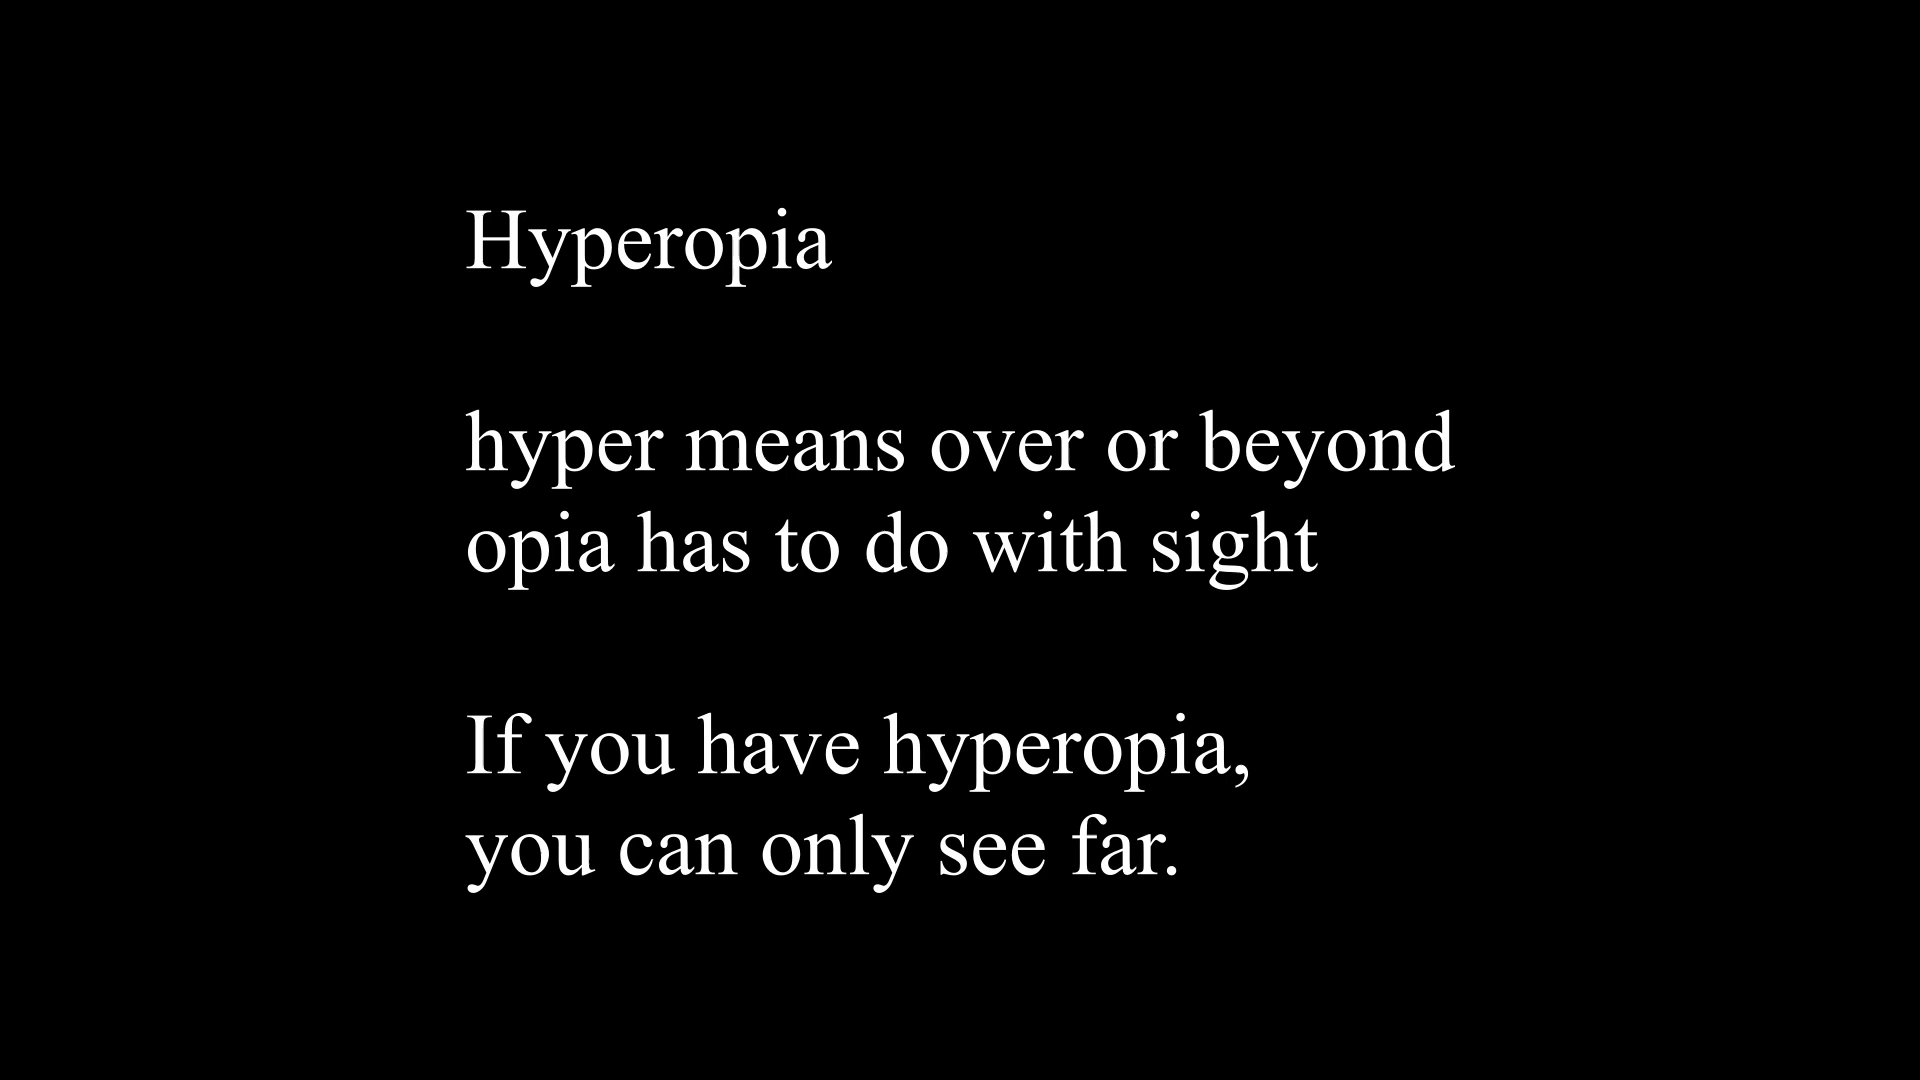 Hyperopia
hyper means over or beyond
opia has to do with sight
If you have hyperopia,
you can only see far.